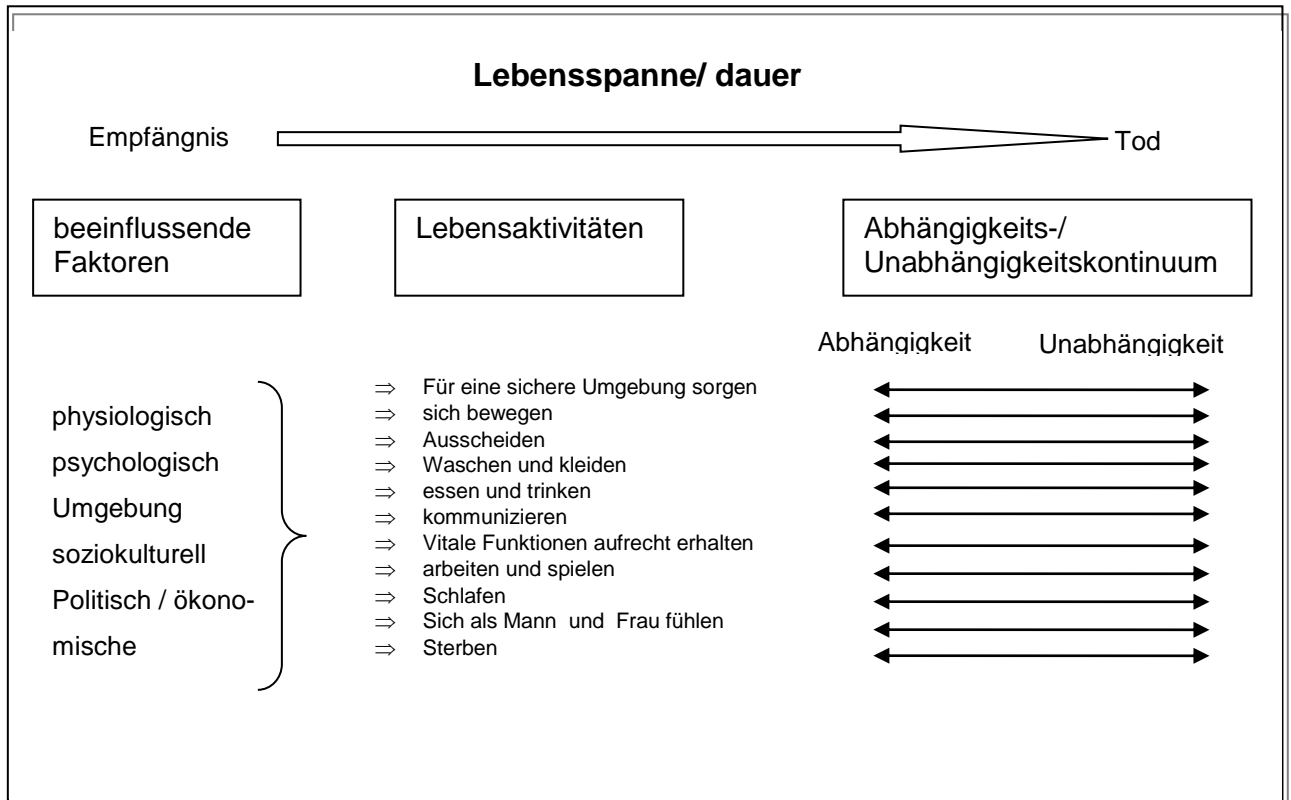 Lebensspanne/ dauer
Empfängnis
Tod
beeinflussende
Faktoren
Lebensaktivitäten
Abhängigkeits-/
Unabhängigkeitskontinuum
Abhängigkeit Unabhängigkeit
physiologisch
psychologisch
Umgebung
soziokulturell
Politisch / ökono-
mische
⇒ Für eine sichere Umgebung sorgen
⇒ sich bewegen
⇒ Ausscheiden
⇒ Waschen und kleiden
⇒ essen und trinken
⇒ kommunizieren
⇒ Vitale Funktionen aufrecht erhalten
⇒ arbeiten und spielen
⇒ Schlafen
⇒ Sich als Mann und Frau fühlen
⇒ Sterben